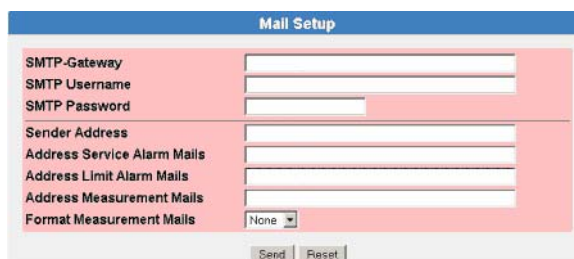 Mail Setup
SMTP-Gateway
SMTP Username
SMTP Password
Sender Address
Address Service Alarm Mails
Address Limit Alarm Mails
Address Measurement Mails
Format Measurement Mails None
Send Reset